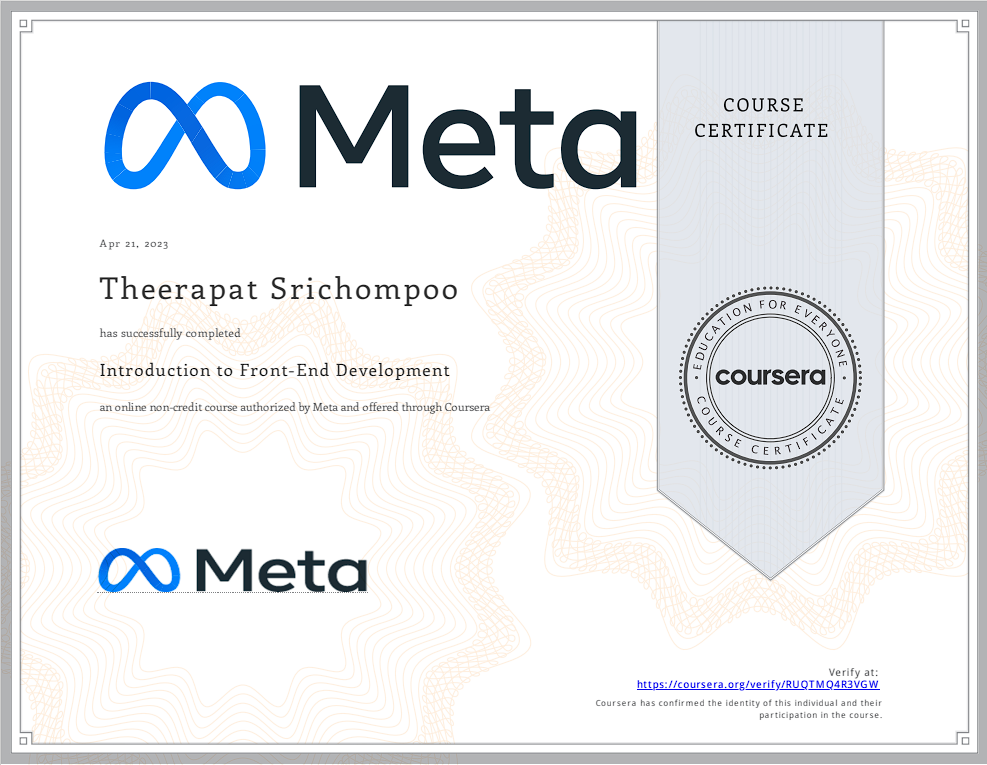 Meta
COURSE
CERTIFICATE
Apr 21, 2023
Theerapat Srichompoo
has successfully completed
Introduction to Front-End Development
an online non-credit course authorized by Meta and offered through Coursera
EDUCATION FOR EVERYONE
coursera
COURSE CERTIFICATE
Meta
Verify at:
https://coursera.org/verify/RUQTMQ4R3VGW
Coursera has confirmed the identity of this individual and their
participation in the course.